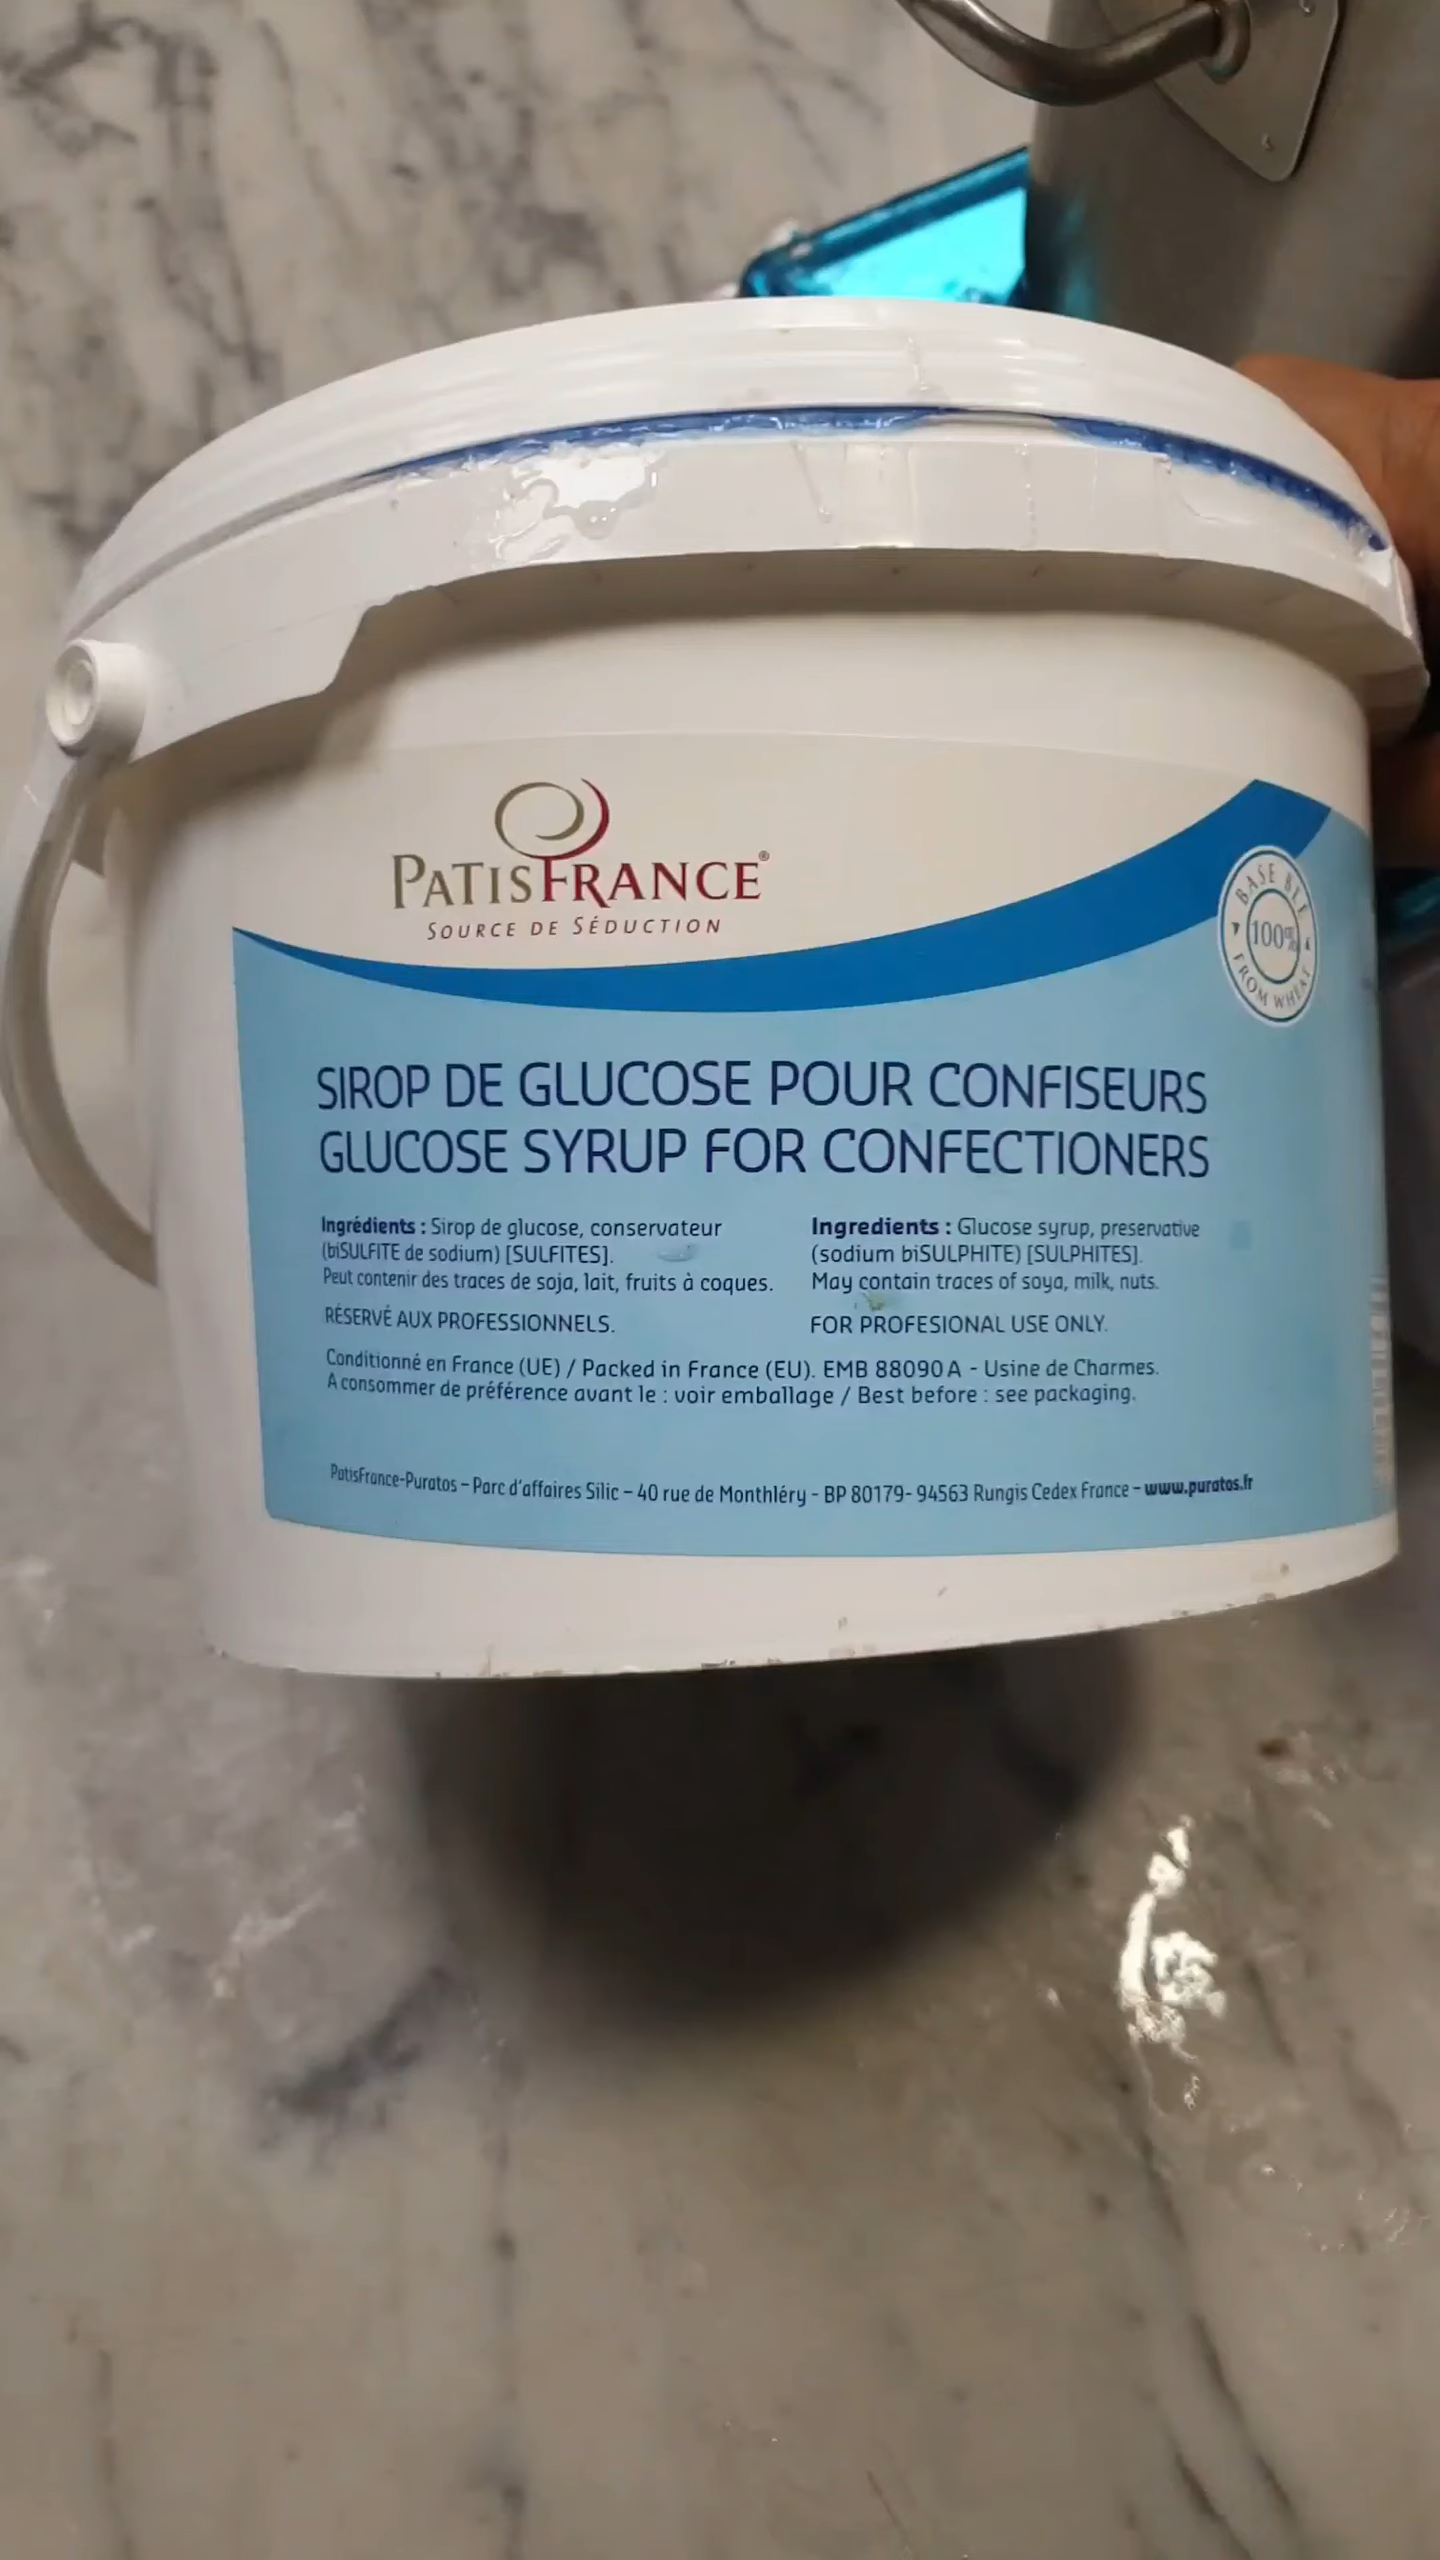 PATISFRANCE®
SOURCE DE SÉDUCTION
BASE BLÉ
100%
FROM WHEAT
SIROP DE GLUCOSE POUR CONFISEURS
GLUCOSE SYRUP FOR CONFECTIONERS
Ingrédients : Sirop de glucose, conservateur
(biSULFITE de sodium) [SULFITES].
Peut contenir des traces de soja, lait, fruits à coques.
RÉSERVÉ AUX PROFESSIONNELS.
Ingredients : Glucose syrup, preservative
(sodium biSULPHITE) [SULPHITES].
May contain traces of soya, milk, nuts.
FOR PROFESIONAL USE ONLY.
Conditionné en France (UE) / Packed in France (EU). EMB 88090A - Usine de Charmes.
A consommer de préférence avant le : voir emballage / Best before : see packaging.
PatisFrance-Puratos – Parc d'affaires Silic – 40 rue de Monthléry - BP 80179- 94563 Rungis Cedex France – www.puratos.fr